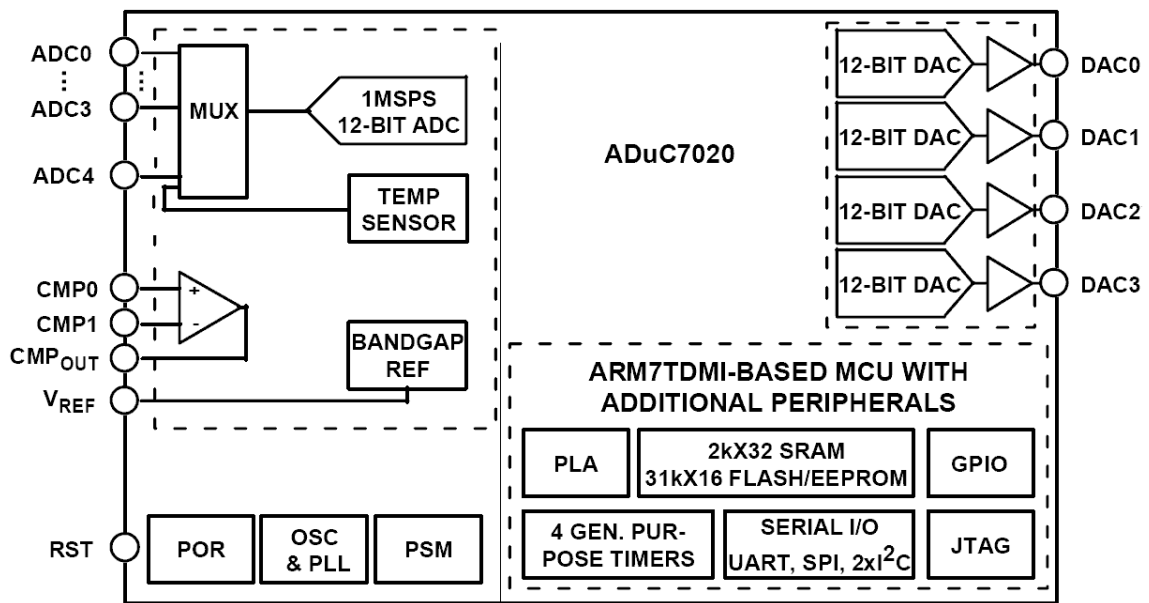 ADC0
ADC3
ADC4
CMP0
CMP1
CMPOUT
VREF
RST
MUX
1MSPS
12-BIT ADC
TEMP
SENSOR
+
-
BANDGAP
REF
POR
OSC
& PLL
PSM
ADuC7020
12-BIT DAC
DAC0
12-BIT DAC
DAC1
12-BIT DAC
DAC2
12-BIT DAC
DAC3
ARM7TDMI-BASED MCU WITH
ADDITIONAL PERIPHERALS
PLA
2kX32 SRAM
31kX16 FLASH/EEPROM
GPIO
4 GEN. PUR-
POSE TIMERS
SERIAL I/O
UART, SPI, 2xI²C
JTAG